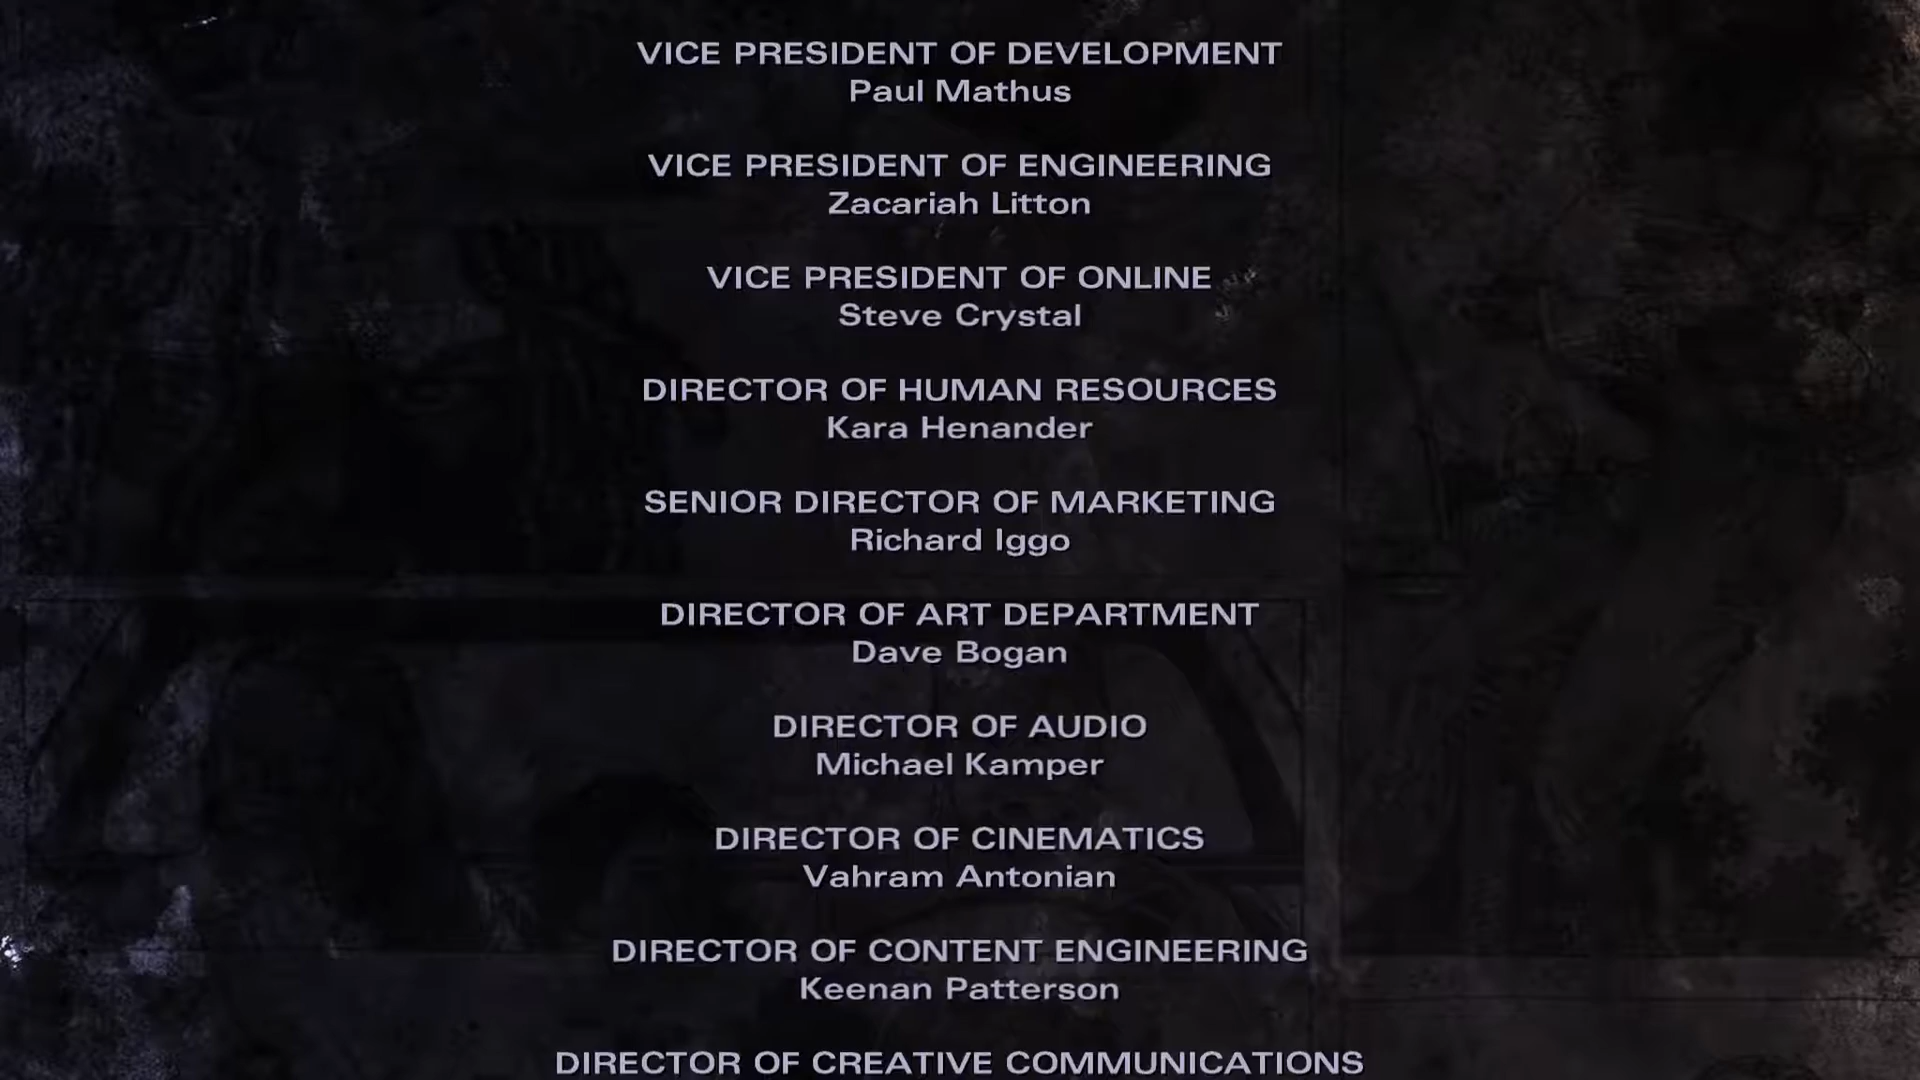 VICE PRESIDENT OF DEVELOPMENT
Paul Mathus
VICE PRESIDENT OF ENGINEERING
Zacariah Litton
VICE PRESIDENT OF ONLINE
Steve Crystal
DIRECTOR OF HUMAN RESOURCES
Kara Henander
SENIOR DIRECTOR OF MARKETING
Richard Iggo
DIRECTOR OF ART DEPARTMENT
Dave Bogan
DIRECTOR OF AUDIO
Michael Kamper
DIRECTOR OF CINEMATICS
Vahram Antonian
DIRECTOR OF CONTENT ENGINEERING
Keenan Patterson
DIRECTOR OF CREATIVE COMMUNICATIONS